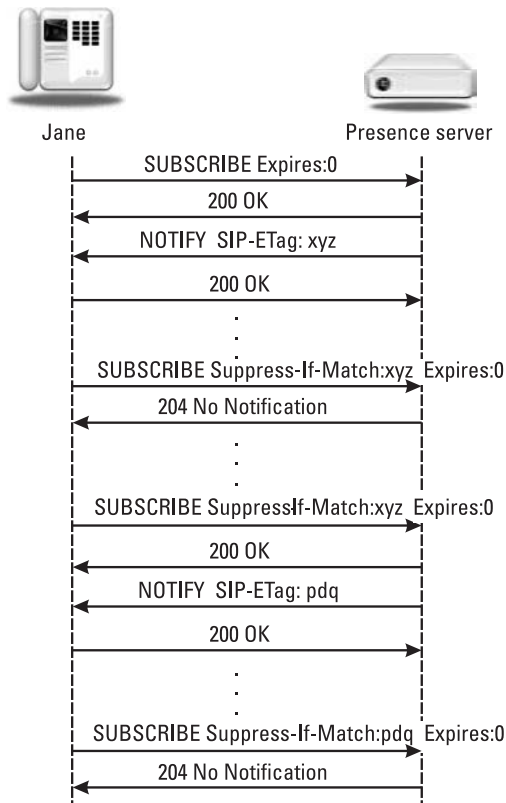 Jane
Presence server
SUBSCRIBE Expires:0
200 OK
NOTIFY SIP-ETag: xyz
200 OK
SUBSCRIBE Suppress-If-Match:xyz Expires:0
204 No Notification
SUBSCRIBE Suppress-If-Match:xyz Expires:0
200 OK
NOTIFY SIP-ETag: pdq
200 OK
SUBSCRIBE Suppress-If-Match:pdq Expires:0
204 No Notification